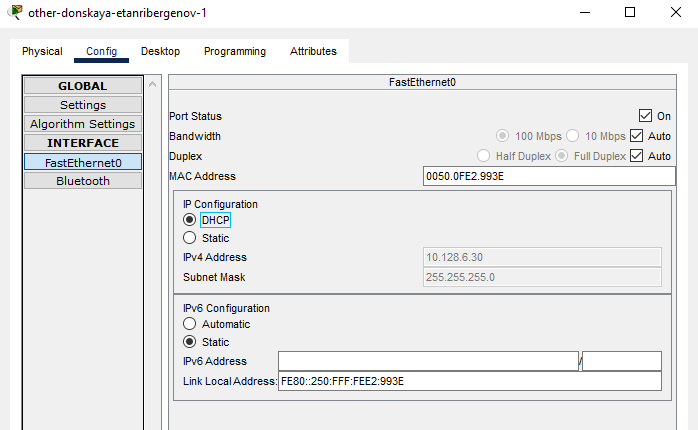 other-donskaya-etanribergenov-1
Physical Config Desktop Programming Attributes
GLOBAL
Settings
Algorithm Settings
INTERFACE
FastEthernet0
Bluetooth
FastEthernet0
Port Status On
Bandwidth 100 Mbps 10 Mbps Auto
Duplex Half Duplex Full Duplex Auto
MAC Address 0050.0FE2.993E
IP Configuration
DHCP
Static
IPv4 Address 10.128.6.30
Subnet Mask 255.255.255.0
IPv6 Configuration
Automatic
Static
IPv6 Address /
Link Local Address: FE80::250:FFF:FEE2:993E